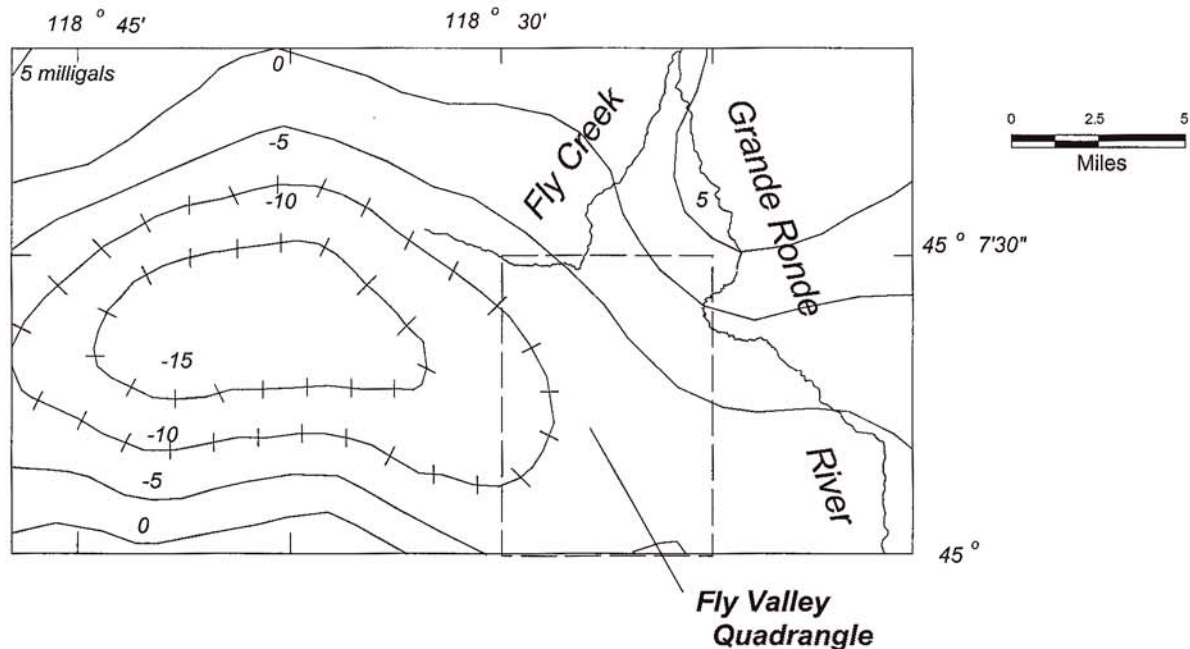 118 ° 45'
118 ° 30'
5 milligals
0
-5
-10
-15
-10
-5
0
Fly Creek
Grande Ronde
5
River
0 2.5 5
Miles
45 ° 7'30"
45 °
Fly Valley
Quadrangle